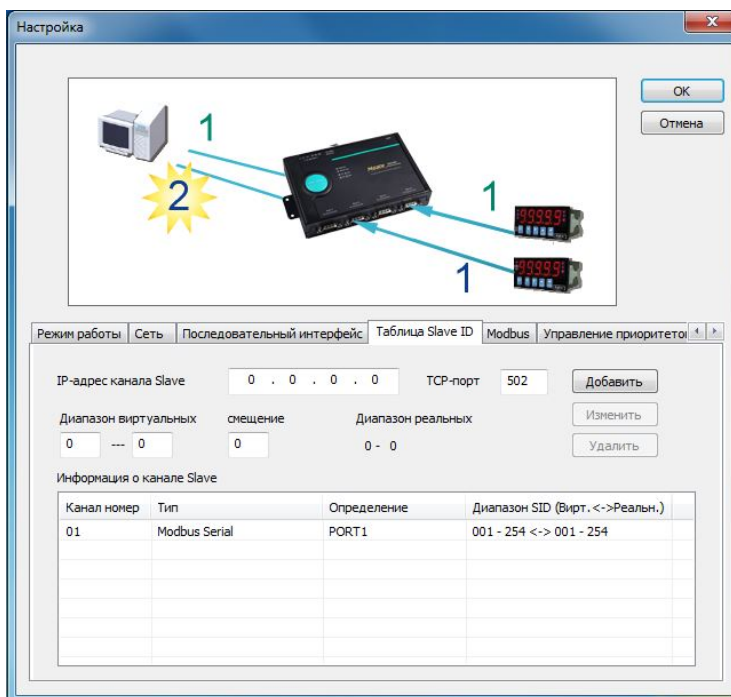 Настройка
OK
Отмена
1
2
1
1
99999
99999
Режим работы Сеть Последовательный интерфейс Таблица Slave ID Modbus Управление приоритето
IP-адрес канала Slave 0 . 0 . 0 . 0 TCP-порт 502 Добавить
Диапазон виртуальных смещение Диапазон реальных Изменить
0 --- 0 0 0 - 0 Удалить
Информация о канале Slave
Канал номер Тип Определение Диапазон SID (Вирт.<->Реальн.)
01 Modbus Serial PORT1 001 - 254 <-> 001 - 254